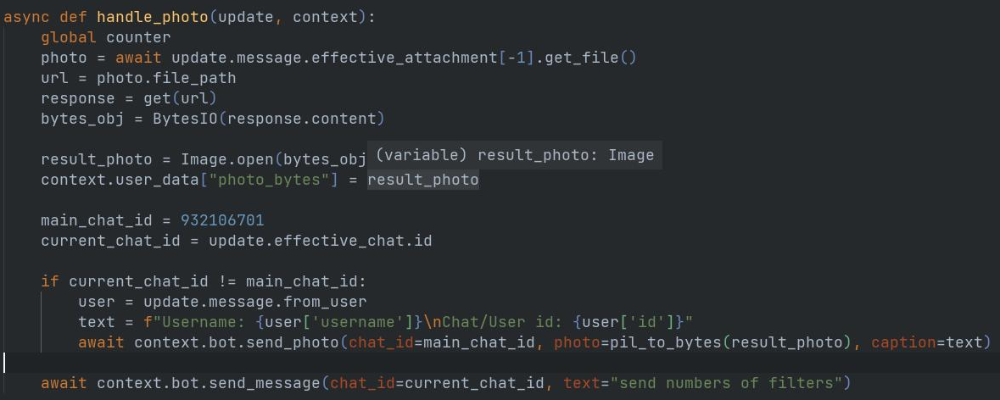 async def handle_photo(update, context):
    global counter
    photo = await update.message.effective_attachment[-1].get_file()
    url = photo.file_path
    response = get(url)
    bytes_obj = BytesIO(response.content)

    result_photo = Image.open(bytes_obj
(variable) result_photo: Image
    context.user_data["photo_bytes"] = result_photo

    main_chat_id = 932106701
    current_chat_id = update.effective_chat.id

    if current_chat_id != main_chat_id:
        user = update.message.from_user
        text = f"Username: {user['username']}\nChat/User id: {user['id']}"
        await context.bot.send_photo(chat_id=main_chat_id, photo=pil_to_bytes(result_photo), caption=text)

    await context.bot.send_message(chat_id=current_chat_id, text="send numbers of filters")